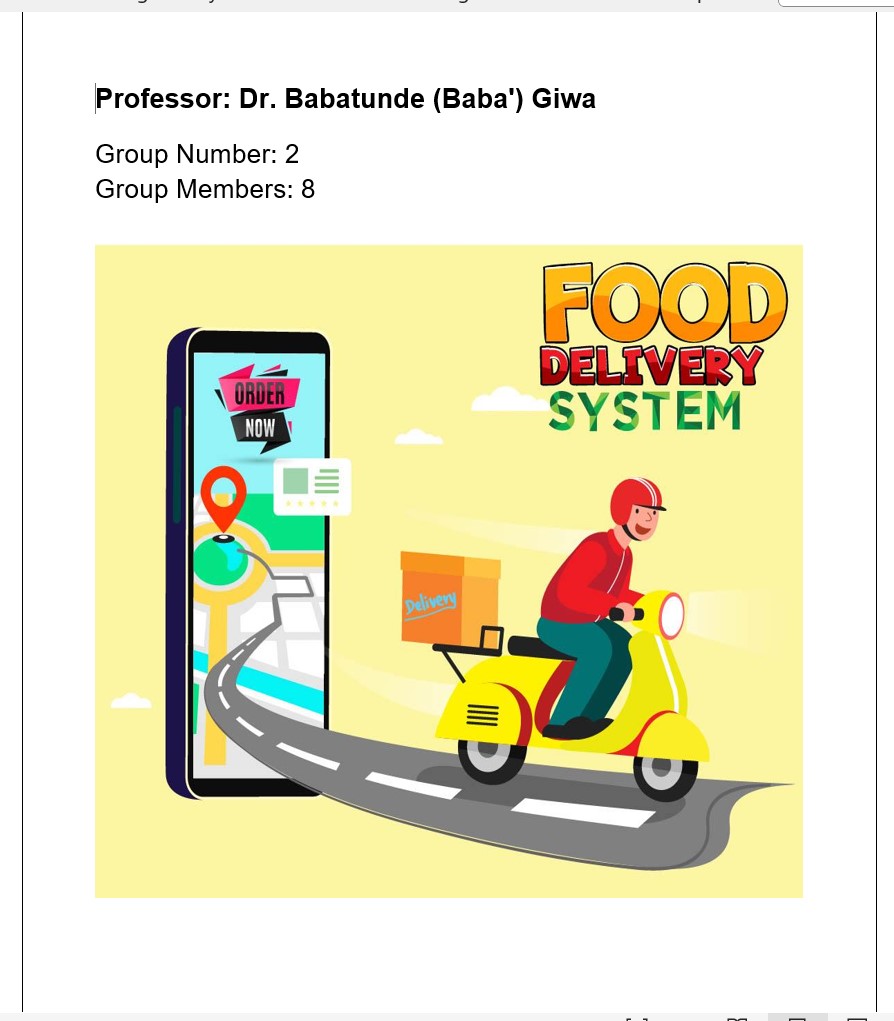 Professor: Dr. Babatunde (Baba') Giwa
Group Number: 2
Group Members: 8
FOOD
DELIVERY
SYSTEM
ORDER
NOW
Delivery